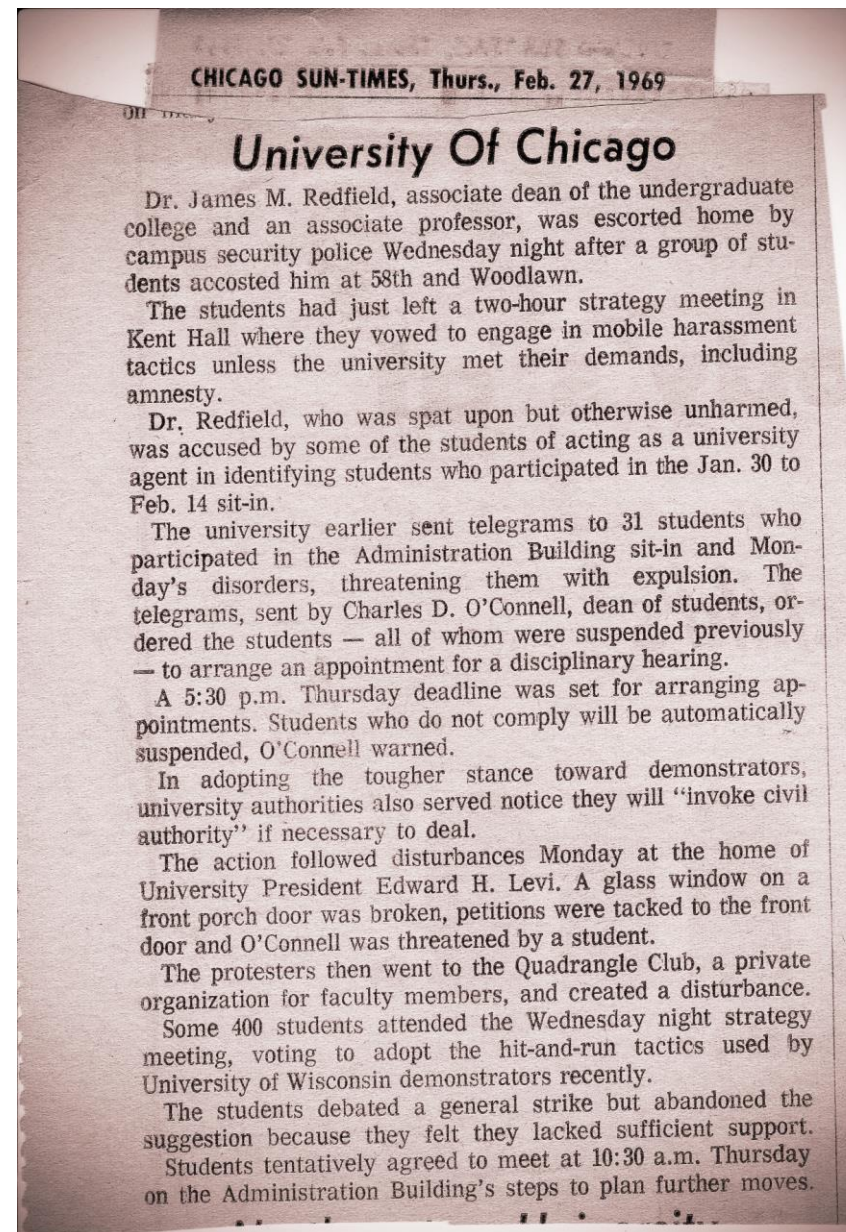 CHICAGO SUN-TIMES, Thurs., Feb. 27, 1969
University Of Chicago
Dr. James M. Redfield, associate dean of the undergraduate
college and an associate professor, was escorted home by
campus security police Wednesday night after a group of stu-
dents accosted him at 58th and Woodlawn.
The students had just left a two-hour strategy meeting in
Kent Hall where they vowed to engage in mobile harassment
tactics unless the university met their demands, including
amnesty.
Dr. Redfield, who was spat upon but otherwise unharmed,
was accused by some of the students of acting as a university
agent in identifying students who participated in the Jan. 30 to
Feb. 14 sit-in.
The university earlier sent telegrams to 31 students who
participated in the Administration Building sit-in and Mon-
day's disorders, threatening them with expulsion. The
telegrams, sent by Charles D. O'Connell, dean of students, or-
dered the students — all of whom were suspended previously
— to arrange an appointment for a disciplinary hearing.
A 5:30 p.m. Thursday deadline was set for arranging ap-
pointments. Students who do not comply will be automatically
suspended, O'Connell warned.
In adopting the tougher stance toward demonstrators,
university authorities also served notice they will "invoke civil
authority" if necessary to deal.
The action followed disturbances Monday at the home of
University President Edward H. Levi. A glass window on a
front porch door was broken, petitions were tacked to the front
door and O'Connell was threatened by a student.
The protesters then went to the Quadrangle Club, a private
organization for faculty members, and created a disturbance.
Some 400 students attended the Wednesday night strategy
meeting, voting to adopt the hit-and-run tactics used by
University of Wisconsin demonstrators recently.
The students debated a general strike but abandoned the
suggestion because they felt they lacked sufficient support.
Students tentatively agreed to meet at 10:30 a.m. Thursday
on the Administration Building's steps to plan further moves.